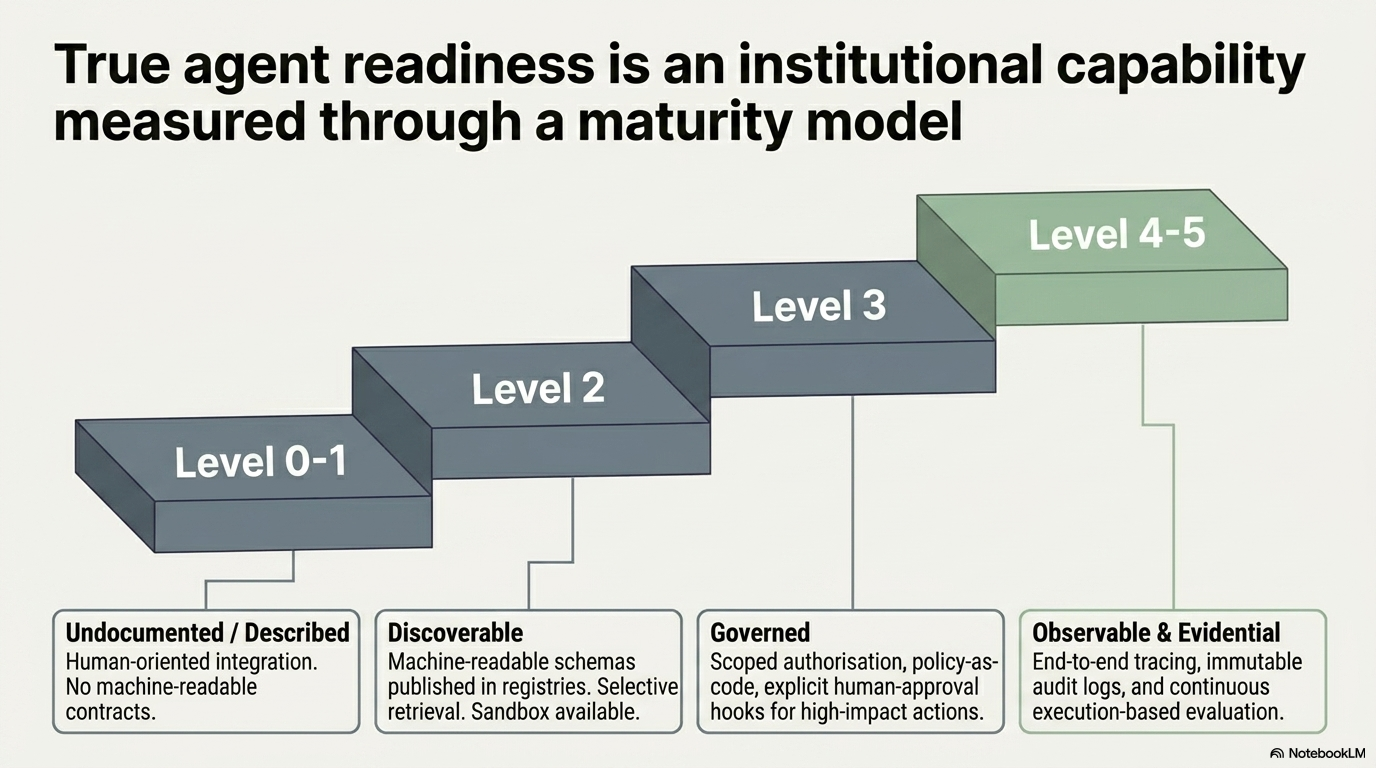 True agent readiness is an institutional capability
measured through a maturity model
Level 4-5
Level 3
Level 2
Level 0-1
Undocumented / Described
Human-oriented integration.
No machine-readable
contracts.
Discoverable
Machine-readable schemas
published in registries. Selective
retrieval. Sandbox available.
Governed
Scoped authorisation, policy-as-
code, explicit human-approval
hooks for high-impact actions.
Observable & Evidential
End-to-end tracing, immutable
audit logs, and continuous
execution-based evaluation.
NotebookLM